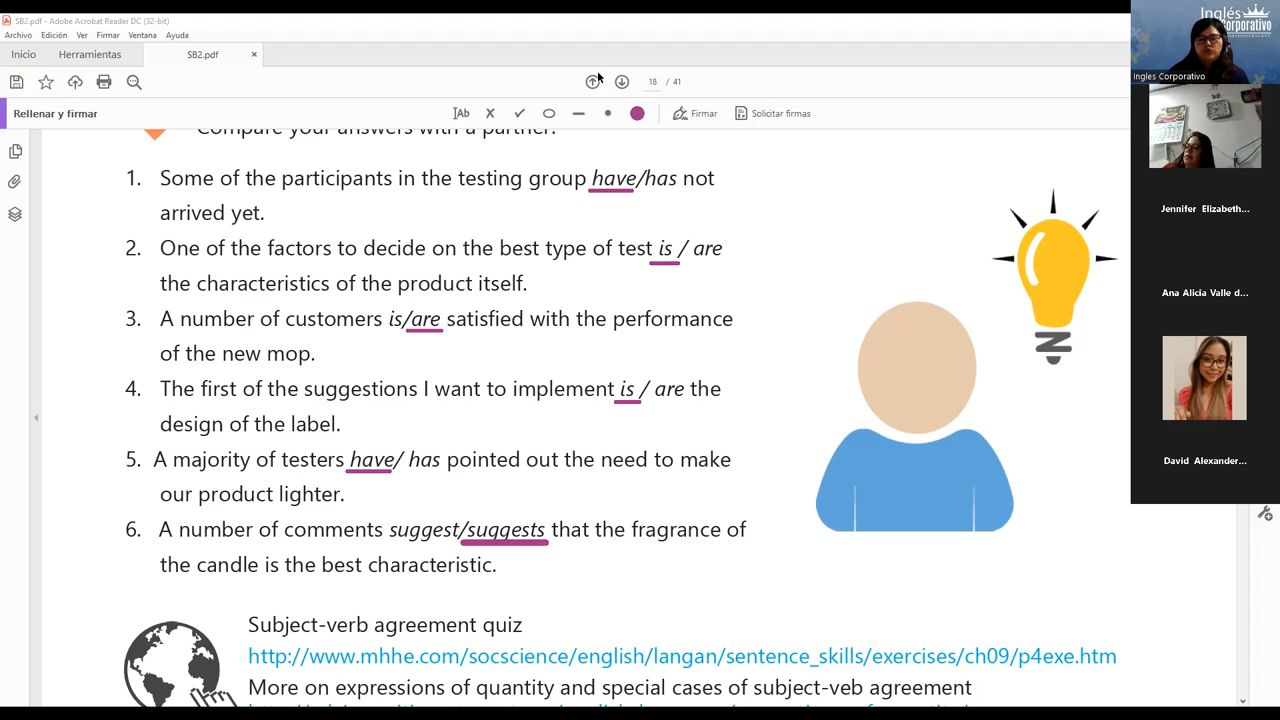 SB2.pdf - Adobe Acrobat Reader DC (32-bit)
Archivo Edición Ver Firmar Ventana Ayuda
Inicio Herramientas SB2.pdf ×
18 / 41
Rellenar y firmar
Firmar
Solicitar firmas
Compare your answers with a partner.
1. Some of the participants in the testing group have/has not
arrived yet.
2. One of the factors to decide on the best type of test is / are
the characteristics of the product itself.
3. A number of customers is/are satisfied with the performance
of the new mop.
4. The first of the suggestions I want to implement is / are the
design of the label.
5. A majority of testers have/ has pointed out the need to make
our product lighter.
6. A number of comments suggest/suggests that the fragrance of
the candle is the best characteristic.
Subject-verb agreement quiz
http://www.mhhe.com/socscience/english/langan/sentence_skills/exercises/ch09/p4exe.htm
More on expressions of quantity and special cases of subject-veb agreement
Inglés
Corporativo
Ingles Corporativo
Jennifer Elizabeth...
Ana Alicia Valle d...
David Alexander...